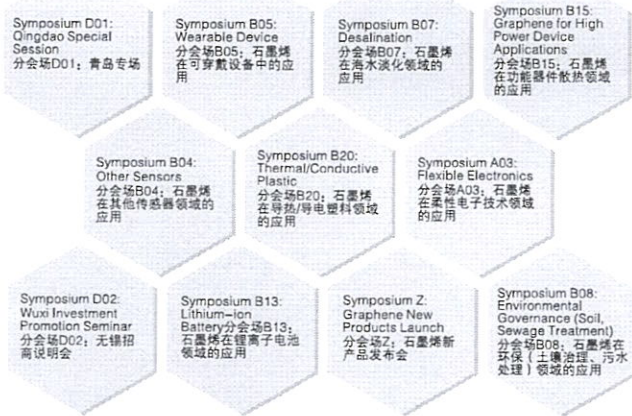 Symposium D01:
Qingdao Special
Session
分会场D01；青岛专场
Symposium B05:
Wearable Device
分会场B05；石墨烯
在可穿戴设备中的应
用
Symposium B07:
Desalination
分会场B07；石墨烯
在海水淡化领域的
应用
Symposium B15:
Graphene for High
Power Device
Applications
分会场B15；石墨烯
在功能器件散热领域
的应用
Symposium B04:
Other Sensors
分会场B04；石墨烯
在其他传感器领域的
应用
Symposium B20:
Thermal/Conductive
Plastic
分会场B20；石墨烯
在导热/导电塑料领域
的应用
Symposium A03:
Flexible Electronics
分会场A03；石墨烯
在柔性电子技术领域
的应用
Symposium D02:
Wuxi Investment
Promotion Seminar
分会场D02；无锡招
商说明会
Symposium B13:
Lithium-ion
Battery分会场B13；
石墨烯在锂离子电池
领域的应用
Symposium Z:
Graphene New
Products Launch
分会场Z；石墨烯新
产品发布会
Symposium B08:
Environmental
Governance (Soil,
Sewage Treatment)
分会场B08；石墨烯在
环保（土壤治理、污水
处理）领域的应用